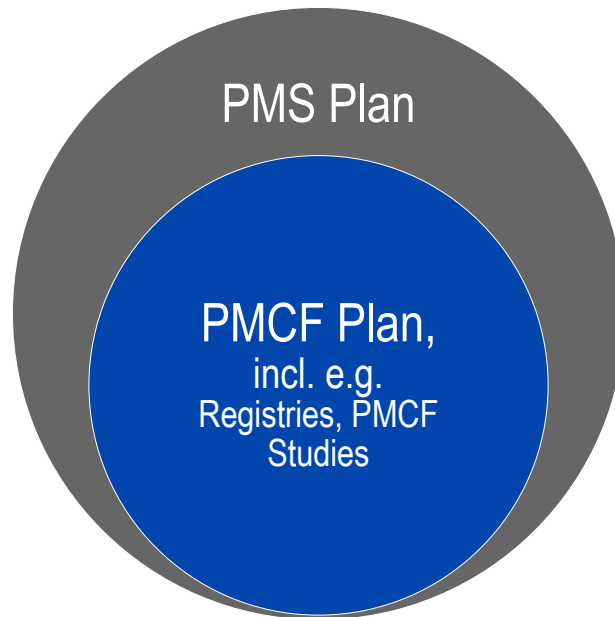 PMS Plan
PMCF Plan,
incl. e.g.
Registries, PMCF
Studies